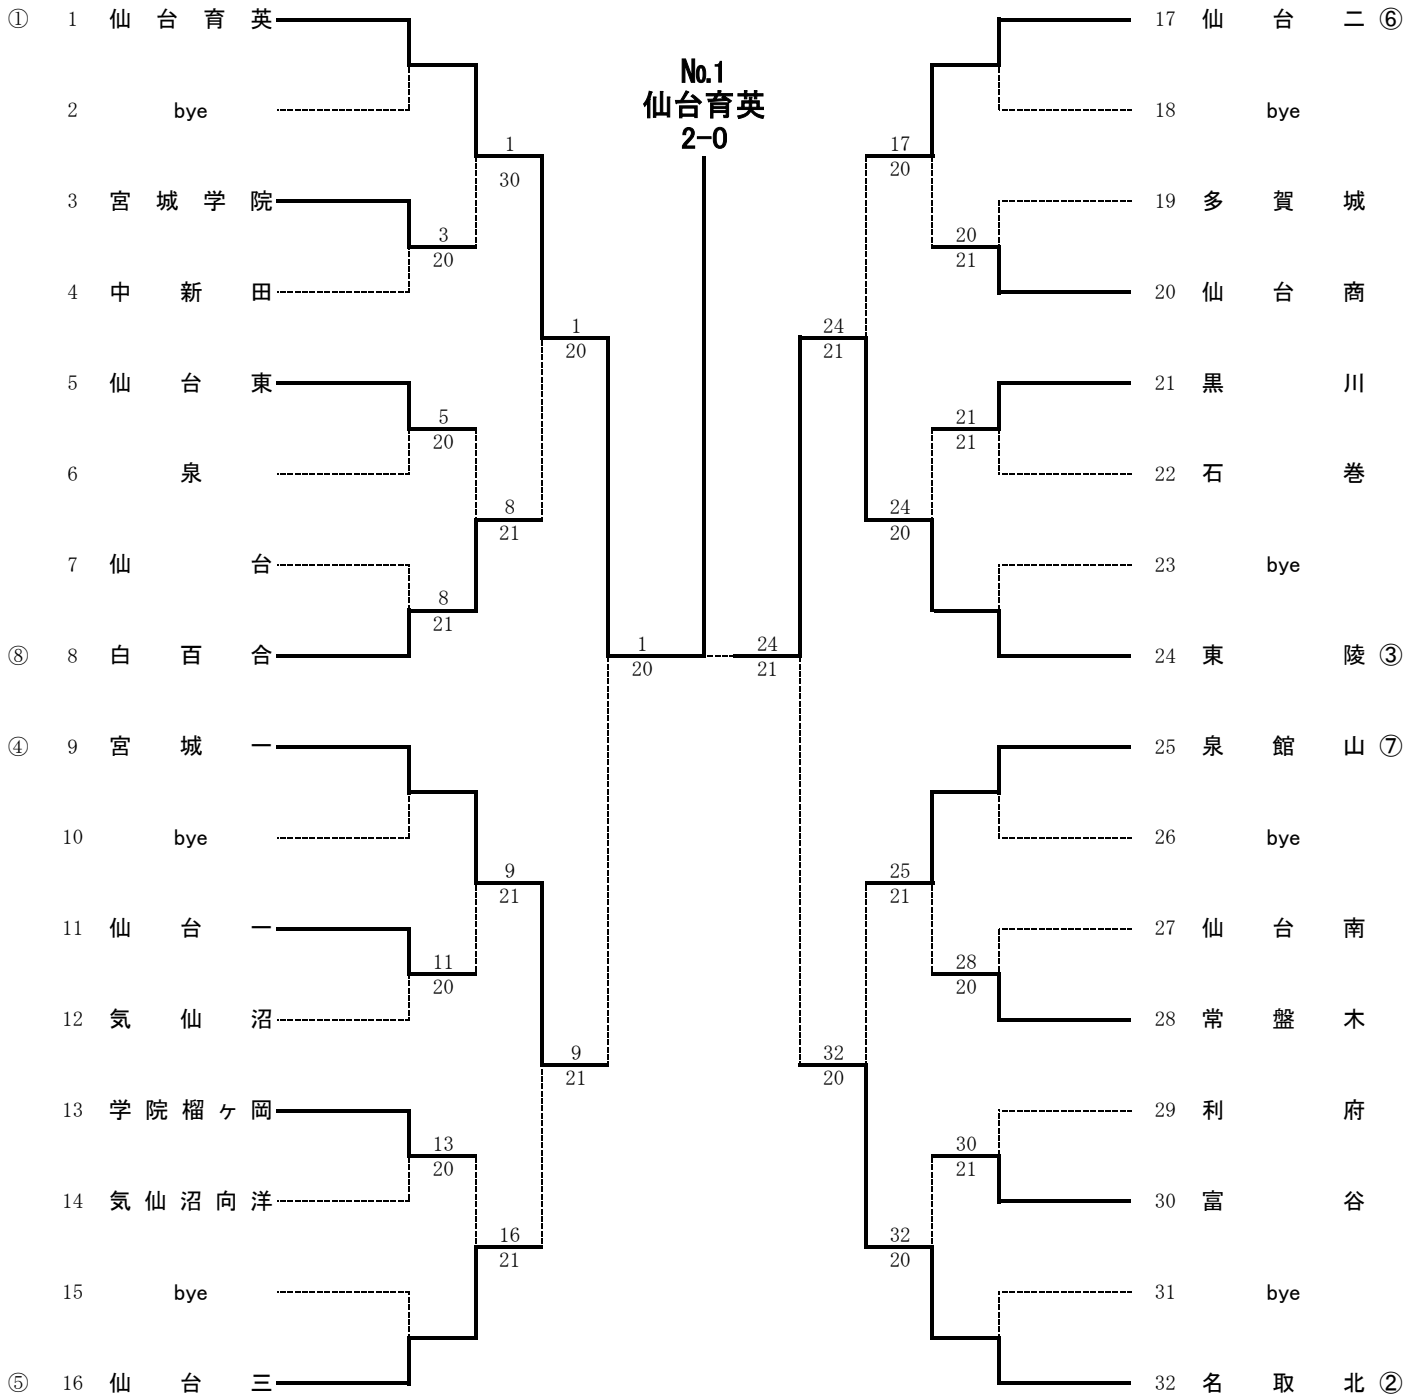 ① 1 仙台育英
2 bye
3 宮城学院
4 中新田
5 仙台東
6 泉
7 仙台
⑧ 8 白百合
④ 9 宮城一
10 bye
11 仙台一
12 気仙沼
13 学院榴ヶ岡
14 気仙沼向洋
15 bye
⑤ 16 仙台三
3
20
5
20
8
21
11
20
13
20
1
30
8
21
9
21
16
21
1
20
9
21
1
20
No.1
仙台育英
2-0
24
21
24
21
32
20
17
20
24
20
25
21
32
20
20
21
21
21
28
20
30
21
17 仙台二 ⑥
18 bye
19 多賀城
20 仙台商
21 黒川
22 石巻
23 bye
24 東陵 ③
25 泉館山 ⑦
26 bye
27 仙台南
28 常盤木
29 利府
30 富谷
31 bye
32 名取北 ②